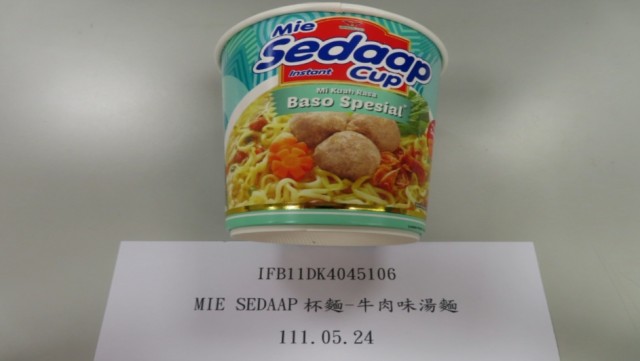 Mie
Sedaap
Instant Cup
Mi Kuah Rasa
Baso Spesial
IFB11DK4045106
MIE SEDAAP 杯麵-牛肉味湯麵
111.05.24